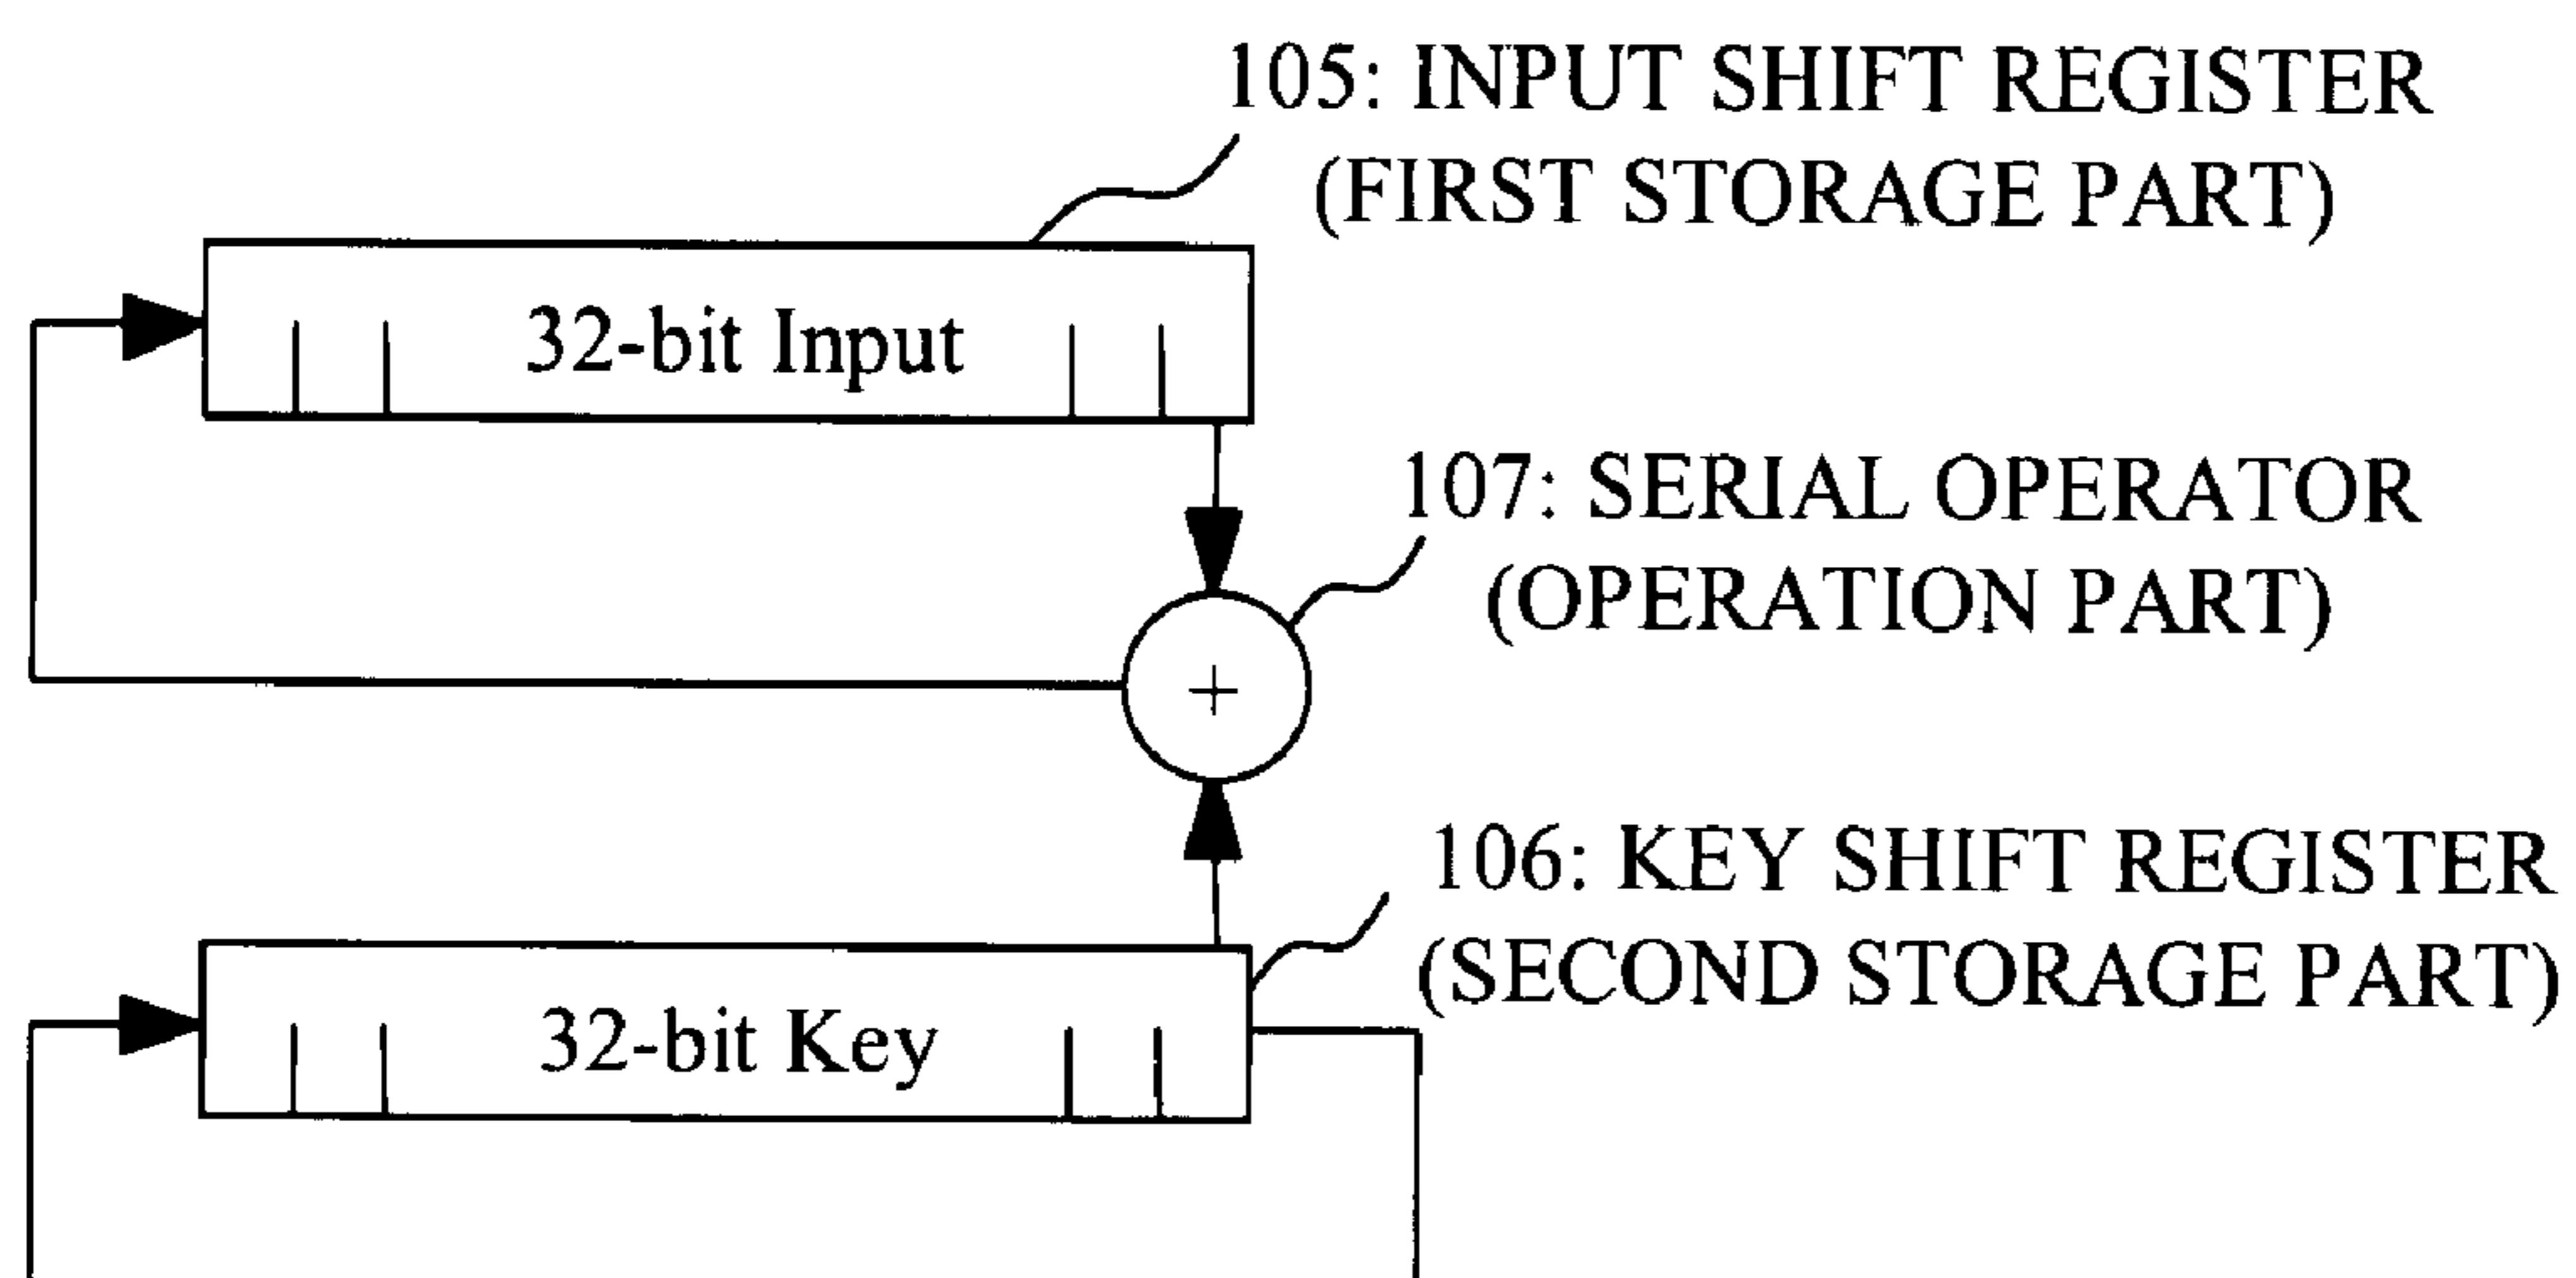 105: INPUT SHIFT REGISTER
(FIRST STORAGE PART)
32-bit Input
107: SERIAL OPERATOR
(OPERATION PART)
+
106: KEY SHIFT REGISTER
(SECOND STORAGE PART)
32-bit Key